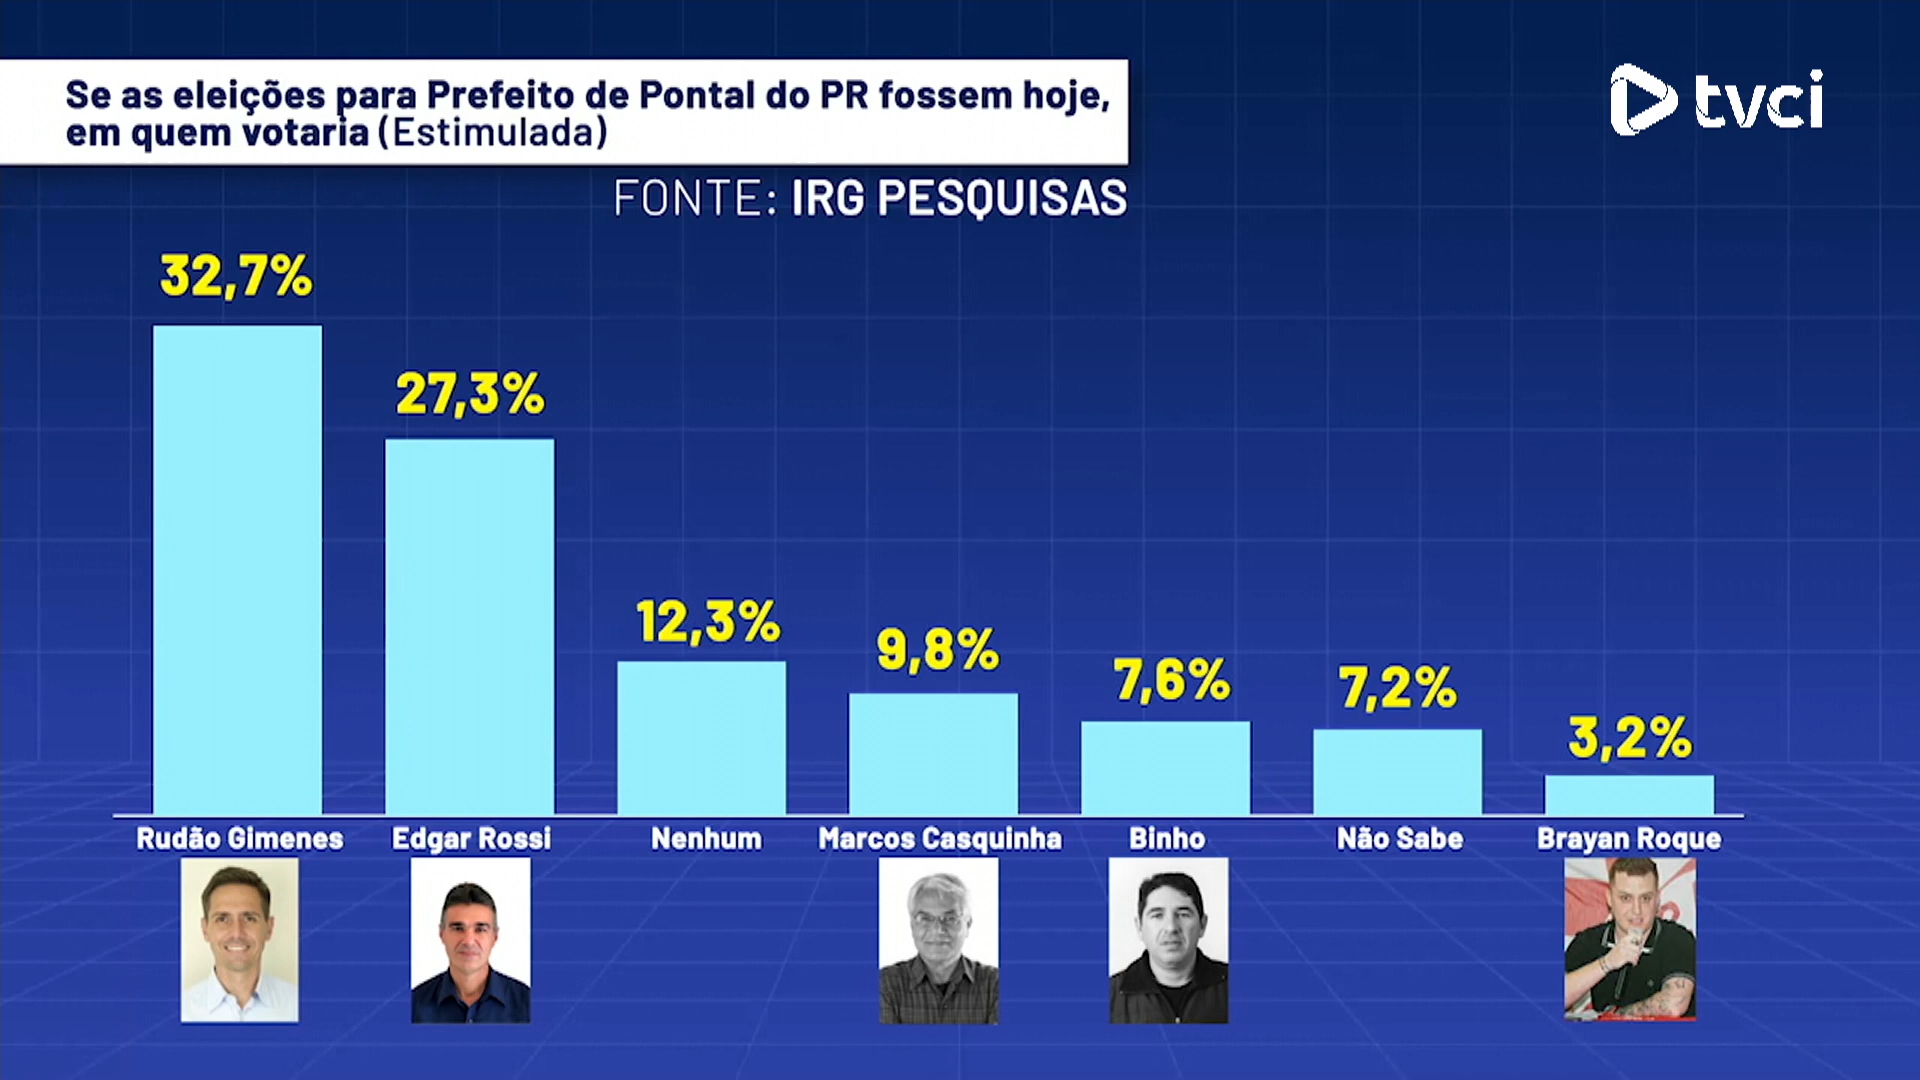 Se as eleições para Prefeito de Pontal do PR fossem hoje,
em quem votaria (Estimulada)
tvci
FONTE: IRG PESQUISAS
32,7%
27,3%
12,3%
9,8%
7,6%
7,2%
3,2%
Rudão Gimenes
Edgar Rossi
Nenhum
Marcos Casquinha
Binho
Não Sabe
Brayan Roque